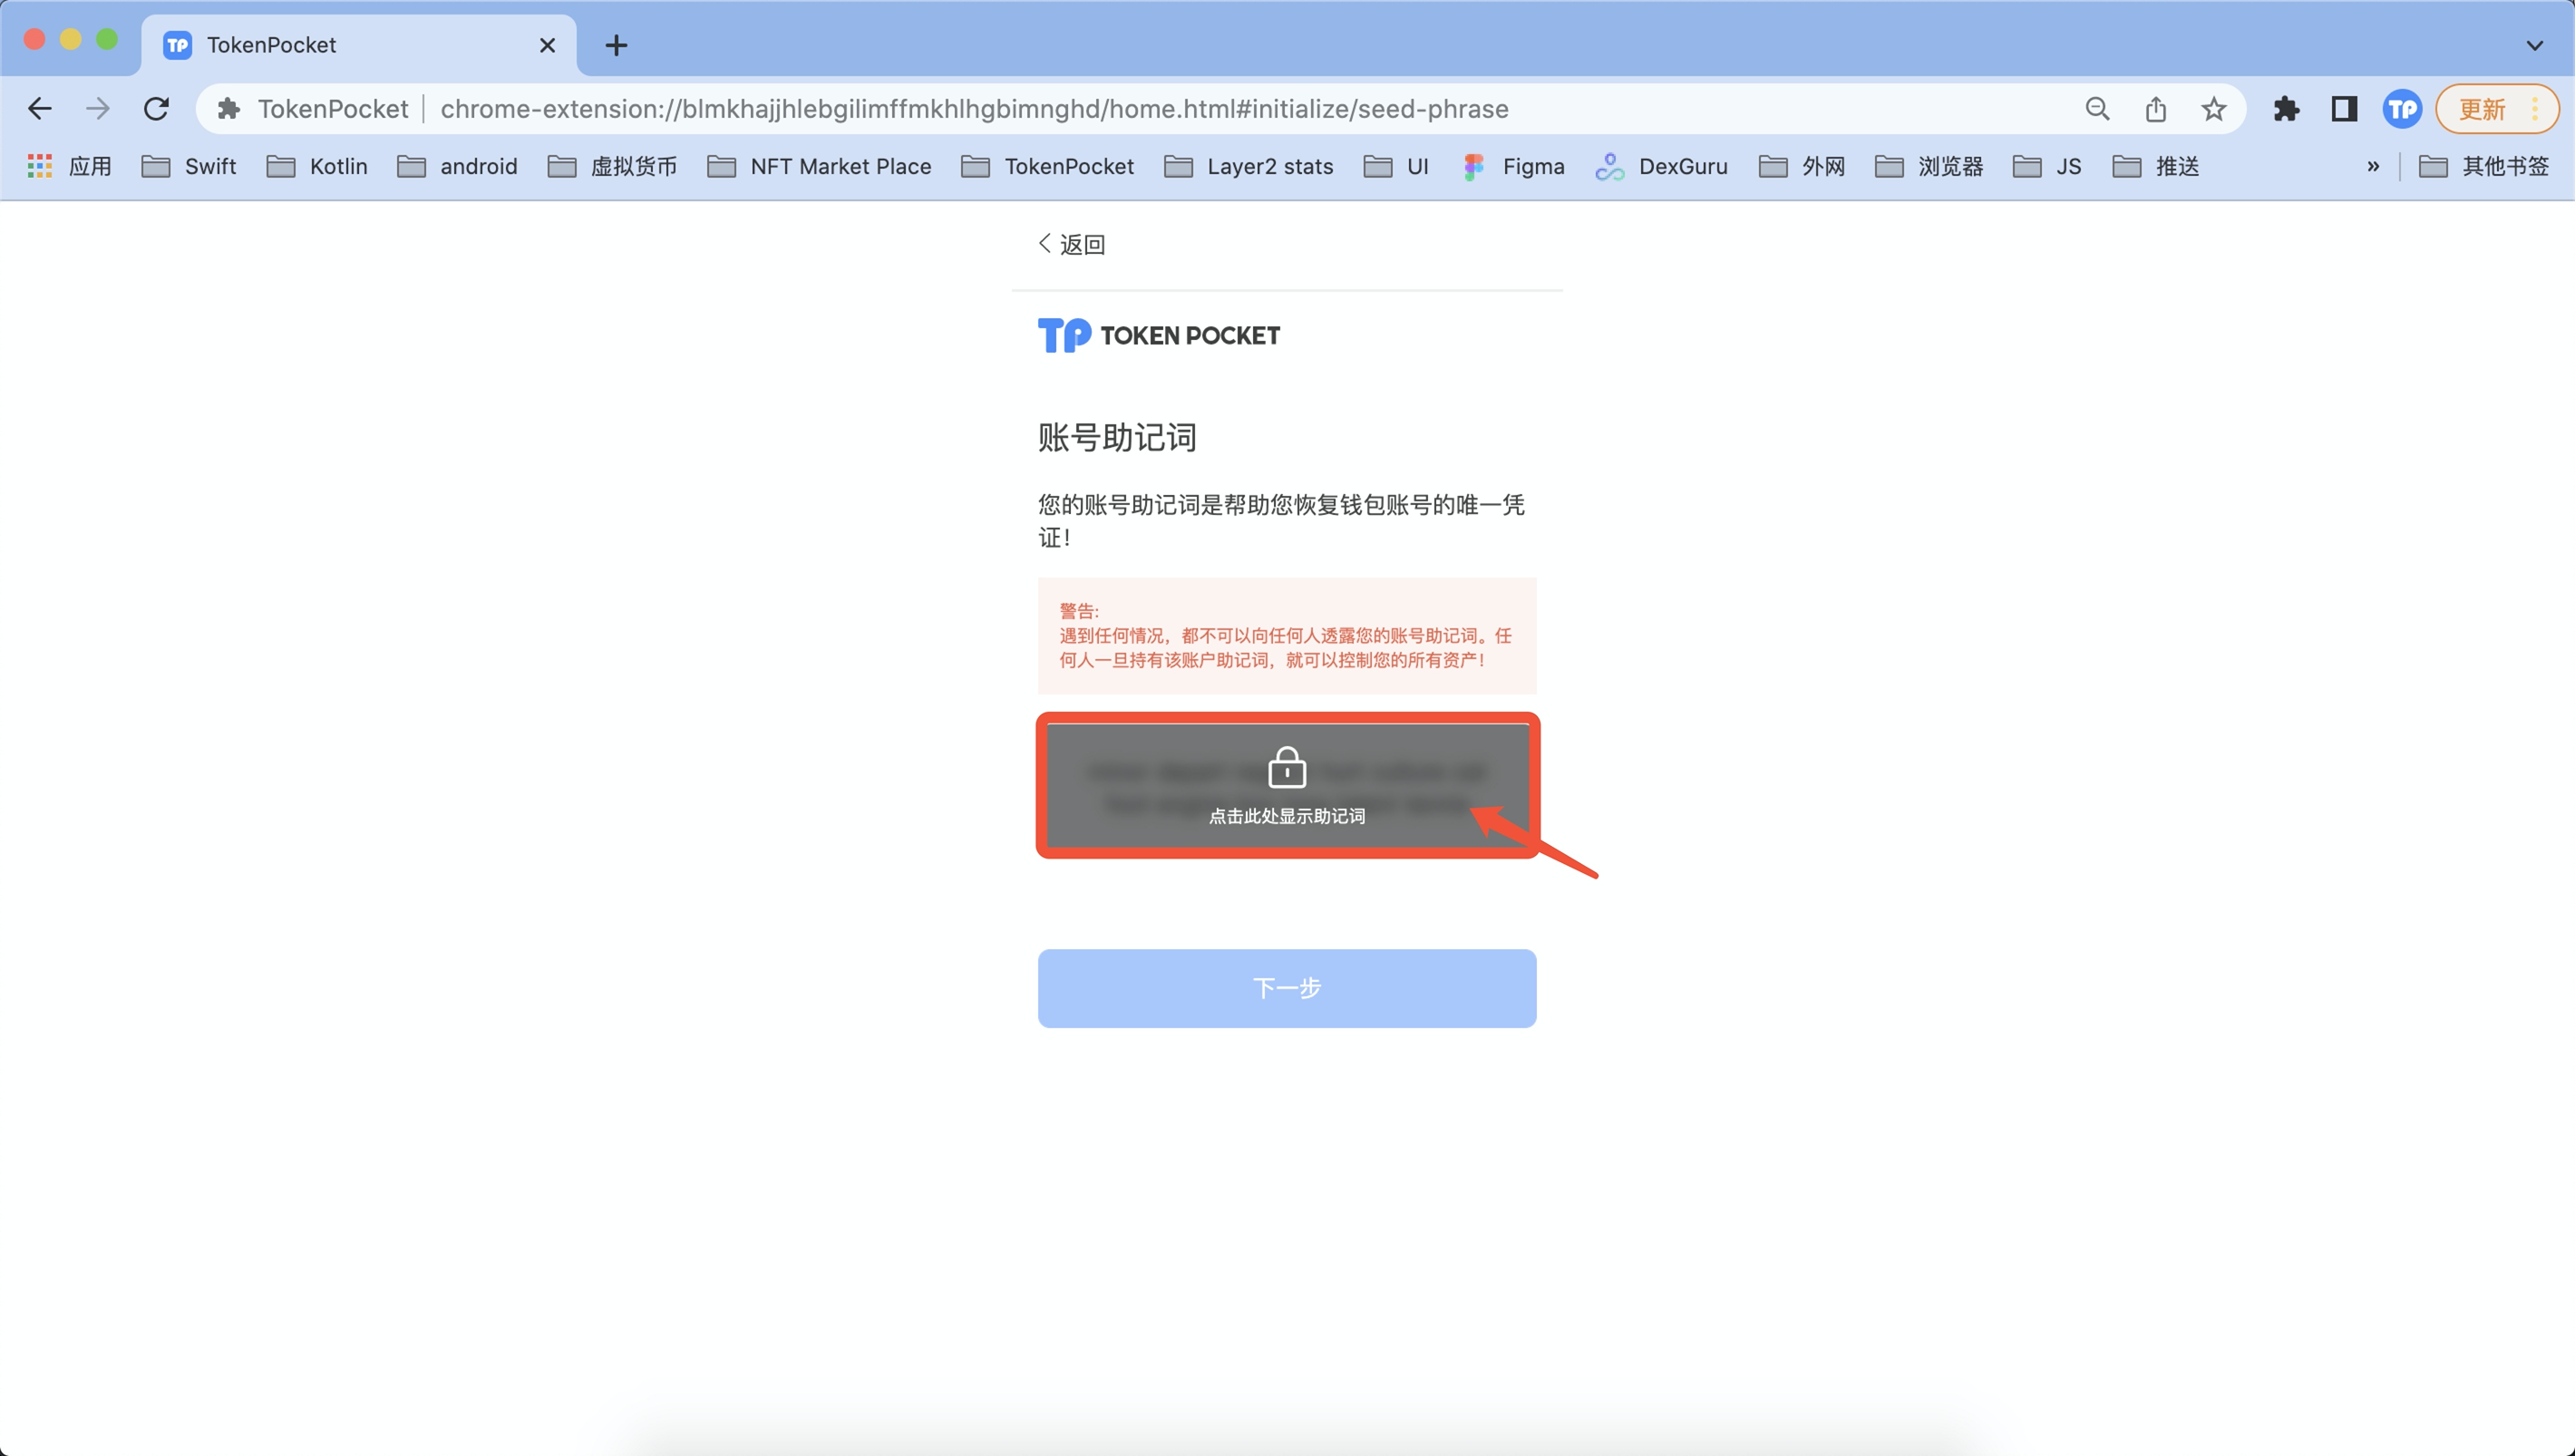 TP TokenPocket
TokenPocket | chrome-extension://blmkhajjhlebgilimffmkhlhgbimnghd/home.html#initialize/seed-phrase TP 更新
应用 Swift Kotlin android 虚拟货币 NFT Market Place TokenPocket Layer2 stats UI Figma DexGuru 外网 浏览器 JS 推送 » 其他书签
返回
TP TOKEN POCKET
账号助记词
您的账号助记词是帮助您恢复钱包账号的唯一凭
证！
警告:
遇到任何情况，都不可以向任何人透露您的账号助记词。任
何人一旦持有该账户助记词，就可以控制您的所有资产！
点击此处显示助记词
下一步